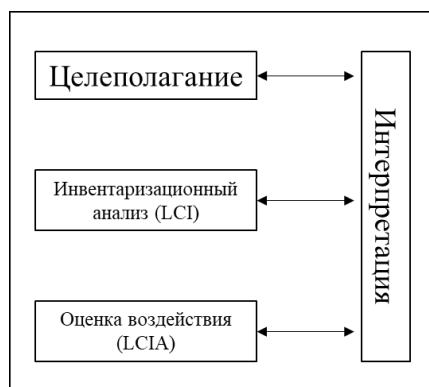 Целеполагание
Инвентаризационный
анализ (LCI)
Оценка воздействия
(LCIA)
Интерпретация